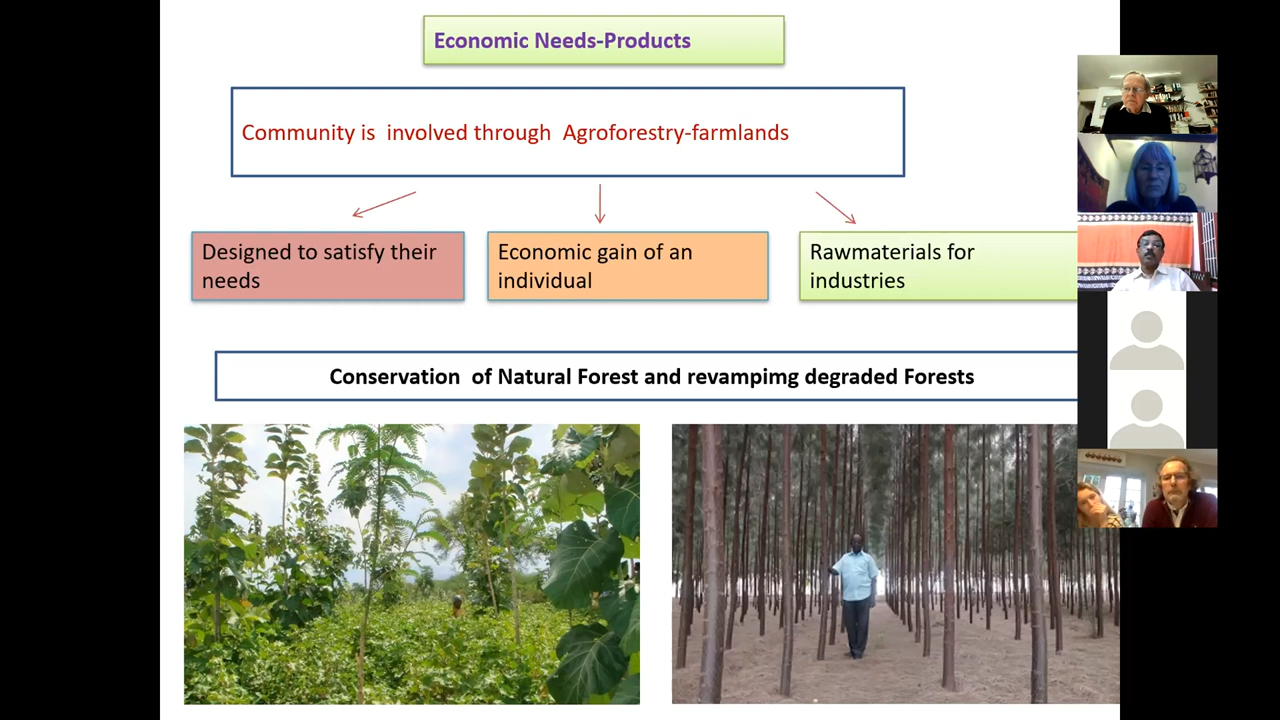 Economic Needs-Products
Community is involved through Agroforestry-farmlands
Designed to satisfy their
needs
Economic gain of an
individual
Rawmaterials for
industries
Conservation of Natural Forest and revampimg degraded Forests